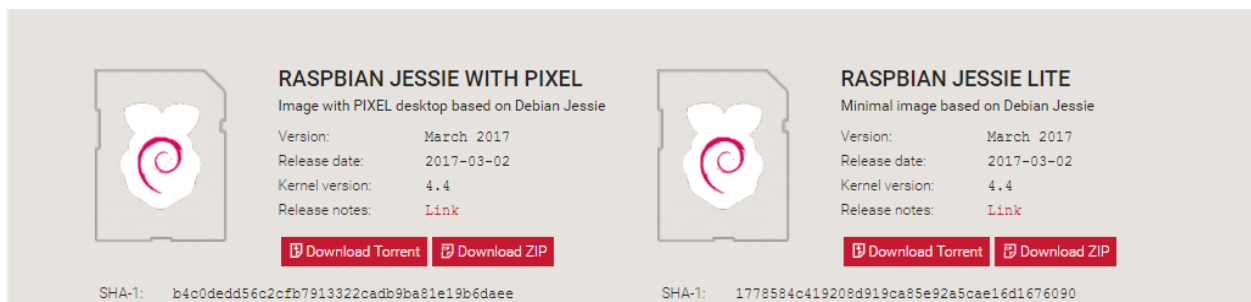 RASPBIAN JESSIE WITH PIXEL
Image with PIXEL desktop based on Debian Jessie
Version: March 2017
Release date: 2017-03-02
Kernel version: 4.4
Release notes: Link
Download Torrent Download ZIP
SHA-1: b4c0dedd56c2cfb7913322cadb9ba81e19b6daee
RASPBIAN JESSIE LITE
Minimal image based on Debian Jessie
Version: March 2017
Release date: 2017-03-02
Kernel version: 4.4
Release notes: Link
Download Torrent Download ZIP
SHA-1: 1778584c419208d919ca85e92a5cae16d1676090